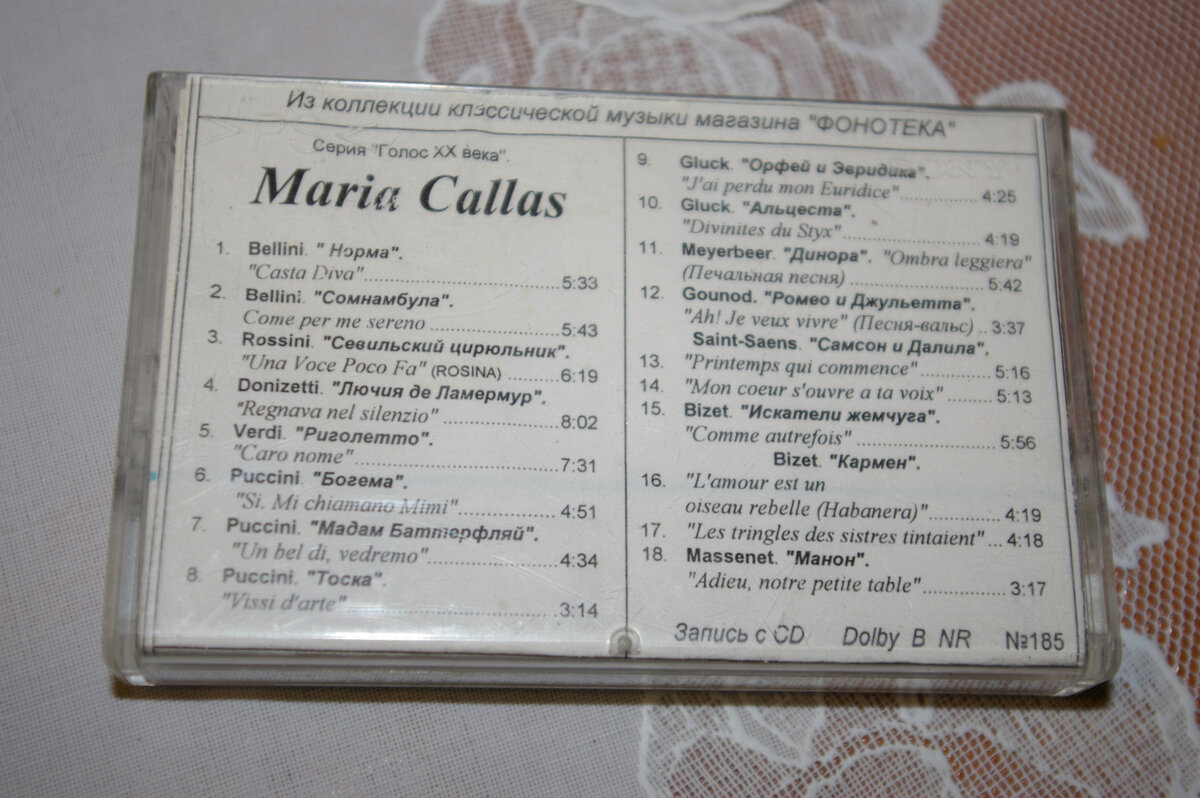 Из коллекции классической музыки магазина "ФОНОТЕКА"
Серия "Голос XX века".
Maria Callas
1. Bellini. "Норма".
"Casta Diva"..........5:33
2. Bellini. "Сомнамбула".
Come per me sereno..........5:43
3. Rossini. "Севильский цирюльник".
"Una Voce Poco Fa" (ROSINA)..........6:19
4. Donizetti. "Лючия де Ламермур".
"Regnava nel silenzio"..........8:02
5. Verdi. "Риголетто".
"Caro nome"..........7:31
6. Puccini. "Богема".
"Si. Mi chiamano Mimi"..........4:51
7. Puccini. "Мадам Баттерфляй".
"Un bel di, vedremo"..........4:34
8. Puccini. "Тоска".
"Vissi d'arte"..........3:14
9. Gluck. "Орфей и Эвридика".
"J'ai perdu mon Euridice"..........4:25
10. Gluck. "Альцеста".
"Divinites du Styx"..........4:19
11. Meyerbeer. "Динора". "Ombra leggiera"
(Печальная песня)..........5:42
12. Gounod. "Ромео и Джульетта".
"Ah! Je veux vivre" (Песня-вальс)..3:37
Saint-Saens. "Самсон и Далила".
13. "Printemps qui commence"..........5:16
14. "Mon coeur s'ouvre a ta voix"..........5:13
15. Bizet. "Искатели жемчуга".
"Comme autrefois"..........5:56
Bizet. "Кармен".
16. "L'amour est un
oiseau rebelle (Habanera)"..........4:19
17. "Les tringles des sistres tintaient"...4:18
18. Massenet. "Манон".
"Adieu, notre petite table"..........3:17
Запись с CD Dolby B NR №185